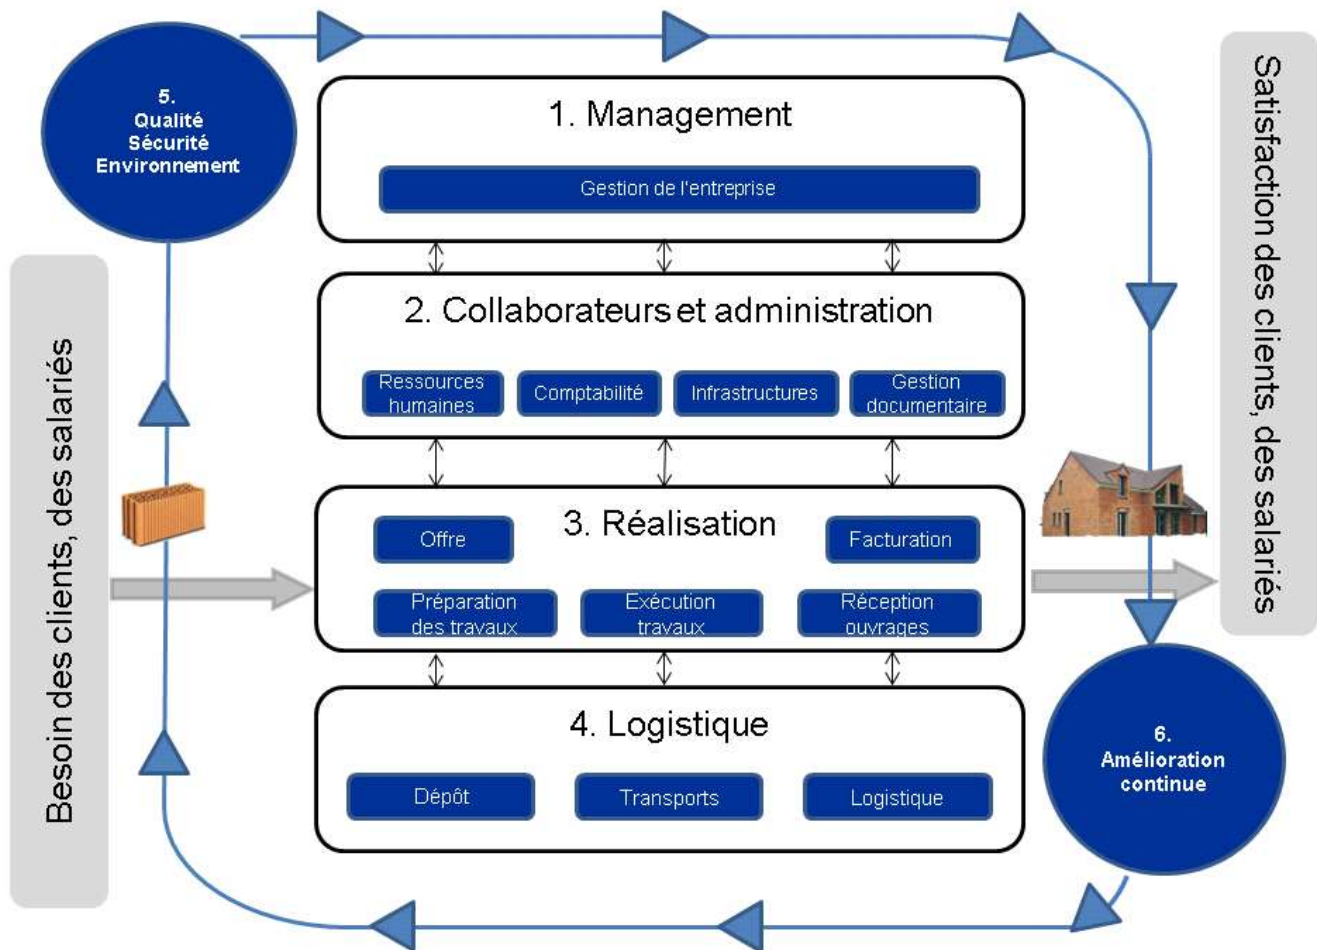 5.
Qualité
Sécurité
Environnement
1. Management
Gestion de l'entreprise
Besoin des clients, des salariés
Satisfaction des clients, des salariés
2. Collaborateurs et administration
Ressources
humaines
Comptabilité
Infrastructures
Gestion
documentaire
3. Réalisation
Offre
Facturation
Préparation
des travaux
Exécution
travaux
Réception
ouvrages
4. Logistique
Dépôt
Transports
Logistique
6.
Amélioration
continue